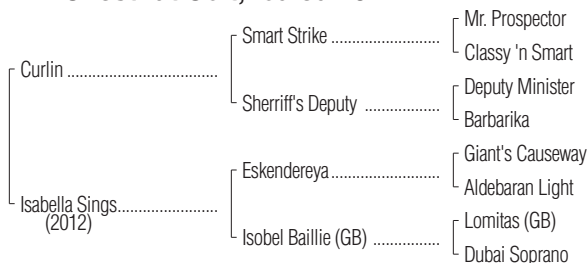 Mr. Prospector
Smart Strike ........................
Classy 'n Smart
Curlin ...................................
Deputy Minister
Sherriff's Deputy .................
Barbarika
Giant's Causeway
Eskendereya ........................
Aldebaran Light
Isabella Sings.......................
(2012)
Lomitas (GB)
Isobel Baillie (GB) ...............
Dubai Soprano